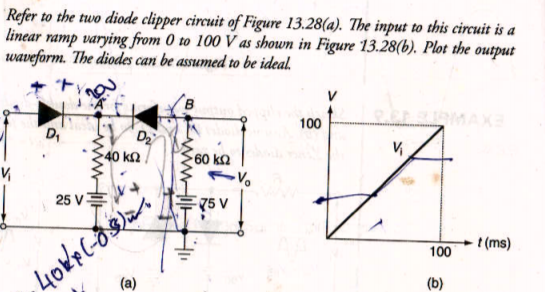 Refer to the two diode clipper circuit of Figure 13.28(a). The input to this circuit is a
linear ramp varying from 0 to 100 V as shown in Figure 13.28(b). Plot the output
waveform. The diodes can be assumed to be ideal.
+ +
A
B
D₁
D₂
40 kΩ
60 kΩ
Vᵢ
Vₒ
25 V
75 V
+
(a)
V
100
Vᵢ
100
t (ms)
(b)